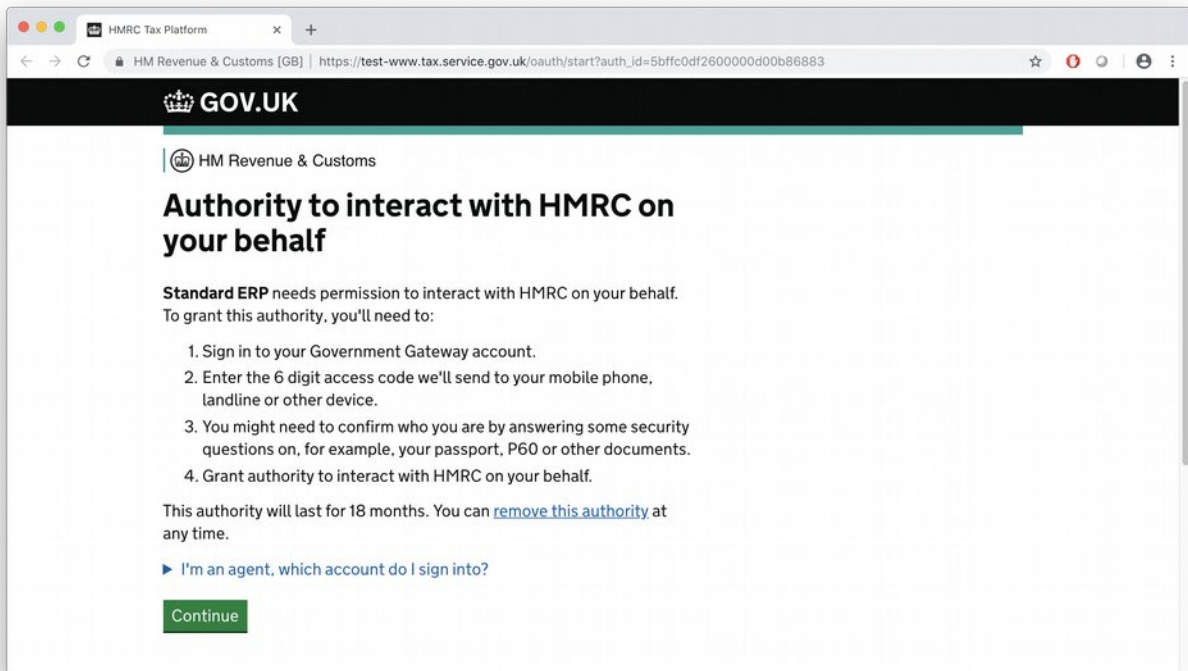 HMRC Tax Platform
HM Revenue & Customs [GB] | https://test-www.tax.service.gov.uk/oauth/start?auth_id=5bffc0df2600000d00b86883
GOV.UK
HM Revenue & Customs
Authority to interact with HMRC on
your behalf
Standard ERP needs permission to interact with HMRC on your behalf.
To grant this authority, you'll need to:
1. Sign in to your Government Gateway account.
2. Enter the 6 digit access code we'll send to your mobile phone,
landline or other device.
3. You might need to confirm who you are by answering some security
questions on, for example, your passport, P60 or other documents.
4. Grant authority to interact with HMRC on your behalf.
This authority will last for 18 months. You can remove this authority at
any time.
I'm an agent, which account do I sign into?
Continue